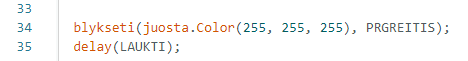 33
34 blykseti(juosta.Color(255, 255, 255), PRGREITIS);
35 delay(LAUKTI);